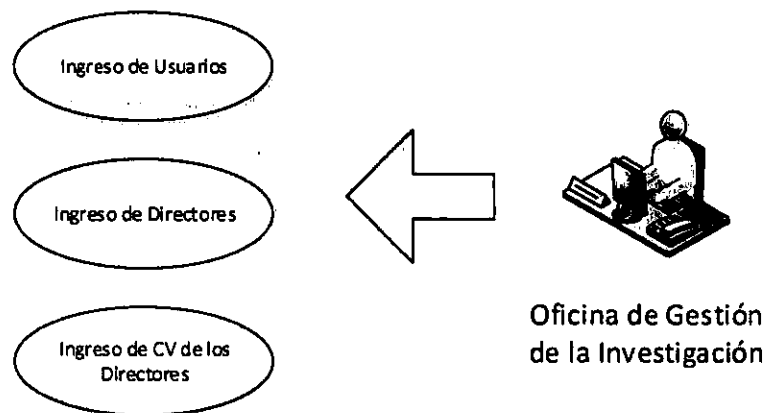 Ingreso de Usuarios
Ingreso de Directores
Ingreso de CV de los
Directores
Oficina de Gestión
de la Investigación